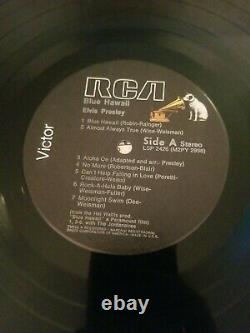 RCA
Victor
Blue Hawaii
Elvis Presley
1 Blue Hawaii (Robin-Rainger)
2 Almost Always True (Wise-Weisman)
Side A Stereo
LSP 2426 (M2PY 2996)
3 Aloha Oe (Adapted and arr.- Presley)
4 No More (Robertson-Blair)
5 Can't Help Falling in Love (Peretti-
Creatore-Weiss)
6 Rock-A-Hula Baby (Wise-
Weisman-Fuller)
7 Moonlight Swim (Dee-
Weisman)
from the Hal Wallis prod.
"Blue Hawaii" a Paramount film
With The Jordanaires